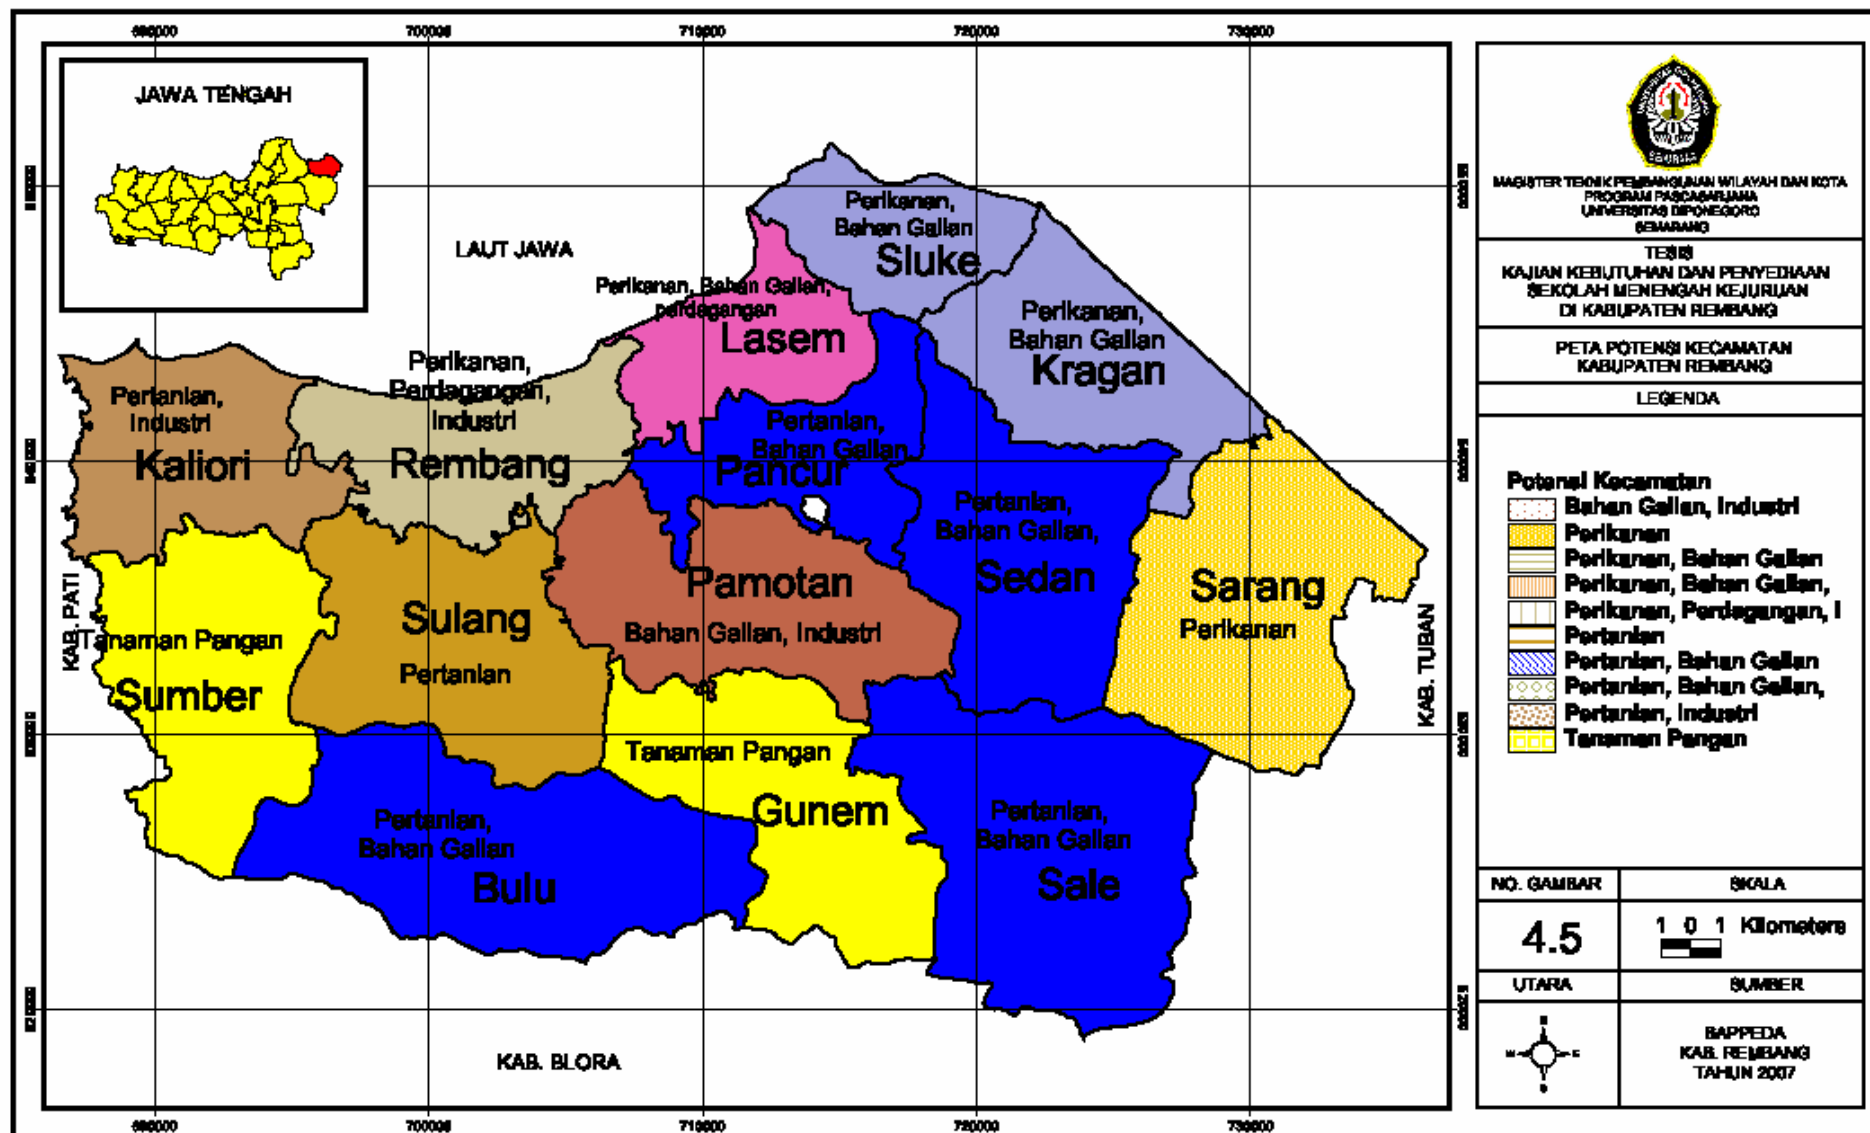 690000 700000 710000 720000 730000
JAWA TENGAH
LAUT JAWA
Perikanan,
Bahan Galian
Sluke
Perikanan, Bahan Galian,
perdagangan
Lasem
Perikanan,
Bahan Galian
Kragan
Perikanan,
Perdagangan,
Industri
Rembang
Pertanian,
Industri
Kaliori
Pertanian,
Bahan Galian
Pancur
Pertanian,
Bahan Galian,
Sedan
Sarang
Perikanan
Pamotan
Bahan Galian, Industri
Sulang
Pertanian
Tanaman Pangan
Sumber
Tanaman Pangan
Gunem
Pertanian,
Bahan Galian
Bulu
Pertanian,
Bahan Galian
Sale
KAB. PATI
KAB. TUBAN
KAB. BLORA
690000 700000 710000 720000 730000
MAGISTER TEKNIK PEMBANGUNAN WILAYAH DAN KOTA
PROGRAM PASCASARJANA
UNIVERSITAS DIPONEGORO
SEMARANG
TESIS
KAJIAN KEBUTUHAN DAN PENYEDIAAN
SEKOLAH MENENGAH KEJURUAN
DI KABUPATEN REMBANG
PETA POTENSI KECAMATAN
KABUPATEN REMBANG
LEGENDA
Potensi Kecamatan
Bahan Galian, Industri
Perikanan
Perikanan, Bahan Galian
Perikanan, Bahan Galian,
Perikanan, Perdagangan, I
Pertanian
Pertanian, Bahan Galian
Pertanian, Bahan Galian,
Pertanian, Industri
Tanaman Pangan
NO. GAMBAR
SKALA
4.5
1 0 1 Kilometers
UTARA
SUMBER
BAPPEDA
KAB. REMBANG
TAHUN 2007